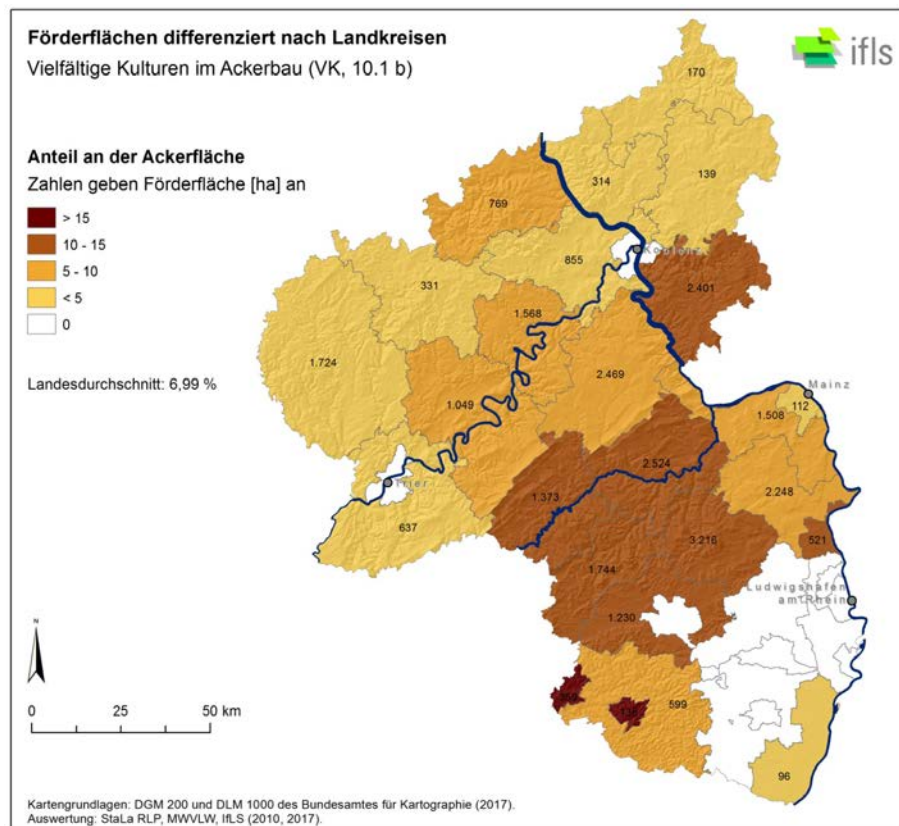 Förderflächen differenziert nach Landkreisen
Vielfältige Kulturen im Ackerbau (VK, 10.1 b)
ifls
Anteil an der Ackerfläche
Zahlen geben Förderfläche [ha] an
> 15
10 - 15
5 - 10
< 5
0
Landesdurchschnitt: 6,99 %
170
139
314
769
Koblenz
855
2.401
331
1.568
1.724
2.469
1.049
Mainz
112
1.508
2.524
2.248
1.373
Trier
637
3.216
521
1.744
Ludwigshafen
am Rhein
1.230
599
96
N
0 25 50 km
Kartengrundlagen: DGM 200 und DLM 1000 des Bundesamtes für Kartographie (2017).
Auswertung: StaLa RLP, MWVLW, IfLS (2010, 2017).